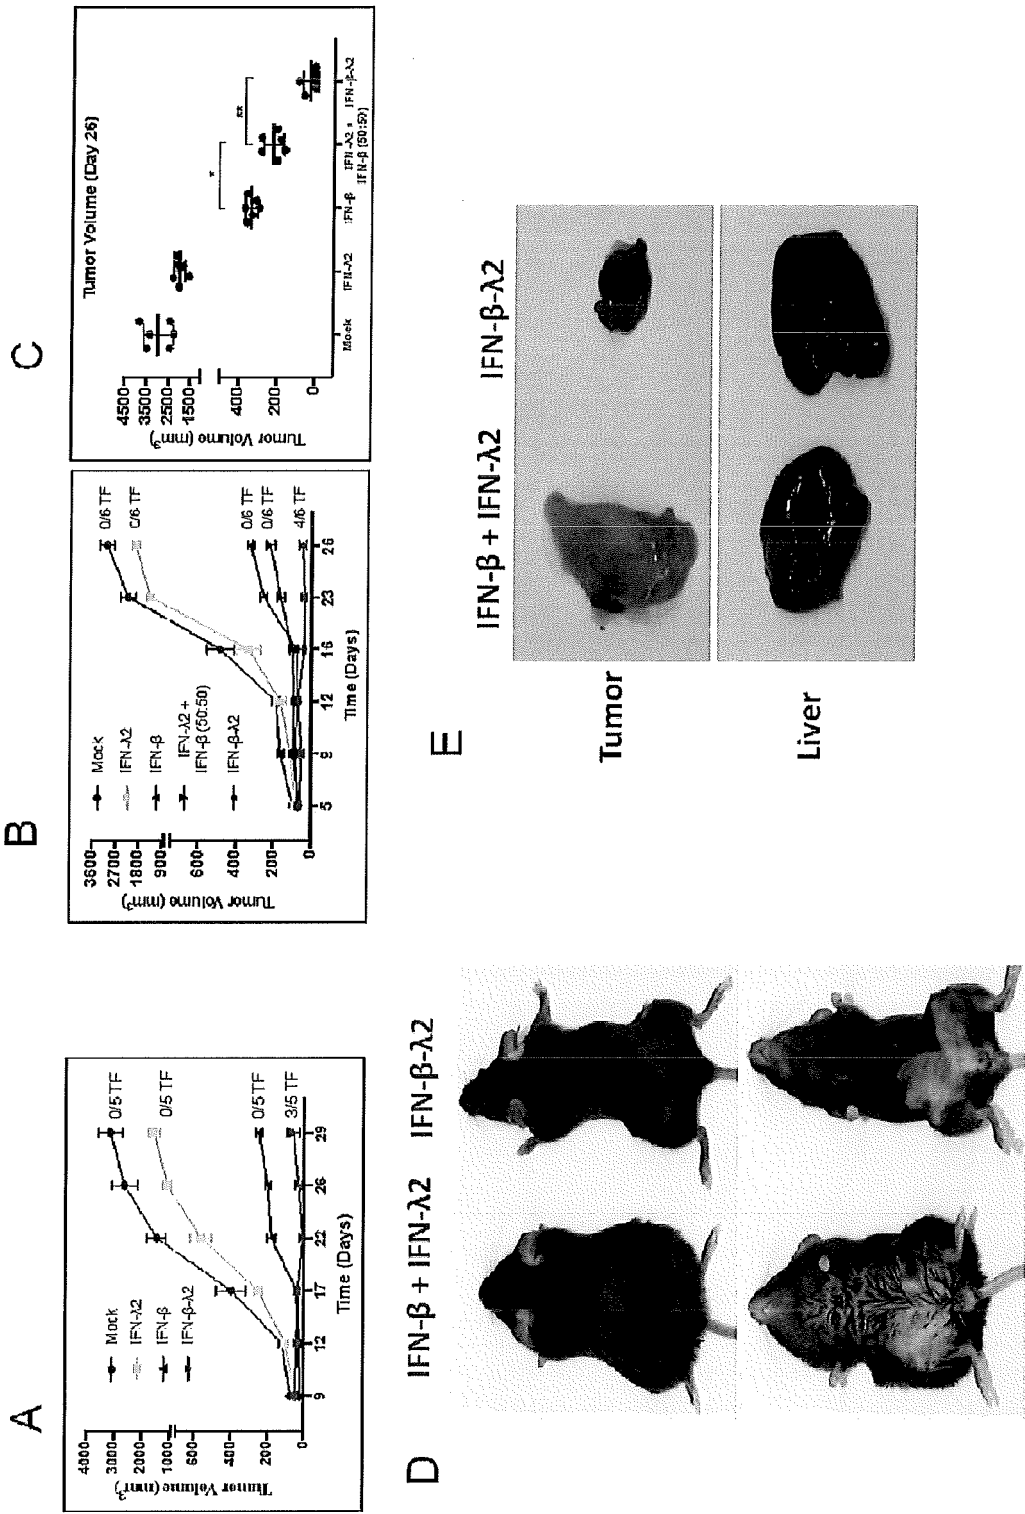 A
4000
3000
2000
1000
600
400
200
0
Tumor Volume (mm³)
Mock
IFN-λ2
IFN-β
IFN-β-λ2
0/5 TF
0/5 TF
0/5 TF
3/5 TF
9
12
17
22
26
29
Time (Days)
B
3600
2700
1800
900
600
400
200
0
Tumor Volume (mm³)
Mock
IFN-λ2
IFN-β
IFN-λ2 +
IFN-β (50:50)
IFN-β-λ2
0/6 TF
0/6 TF
0/6 TF
0/6 TF
4/6 TF
5
8
12
16
23
26
Time (Days)
C
Tumor Volume (Day 26)
4500
3500
2500
1500
400
200
0
Tumor Volume (mm³)
*
**
Mock
IFN-λ2
IFN-β
IFN-λ2 +
IFN-β (50:50)
IFN-β-λ2
D
IFN-β + IFN-λ2
IFN-β-λ2
E
IFN-β + IFN-λ2
IFN-β-λ2
Tumor
Liver